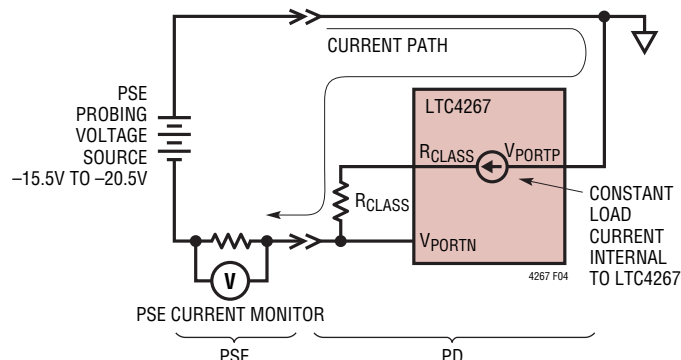 CURRENT PATH
PSE
PROBING
VOLTAGE
SOURCE
–15.5V TO –20.5V
LTC4267
RCLASS
VPORTP
RCLASS
VPORTN
CONSTANT
LOAD
CURRENT
INTERNAL
TO LTC4267
4267 F04
V
PSE CURRENT MONITOR
PSE
PD